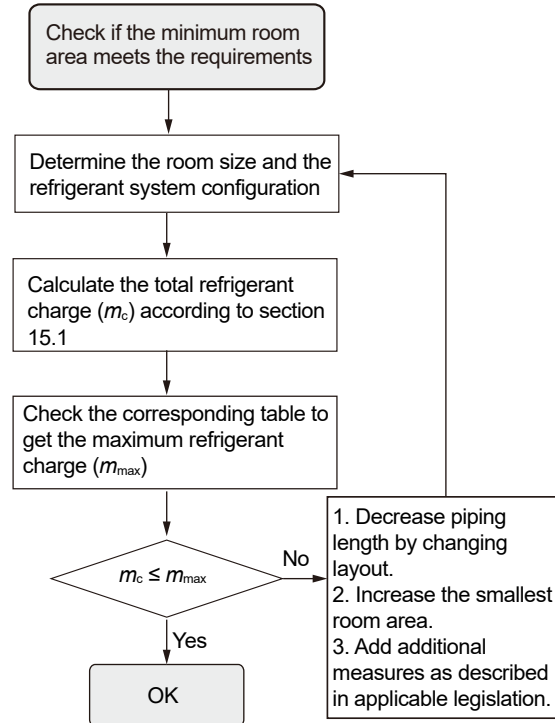 Check if the minimum room
area meets the requirements
Determine the room size and the
refrigerant system configuration
Calculate the total refrigerant
charge (mc) according to section
15.1
Check the corresponding table to
get the maximum refrigerant
charge (mmax)
mc ≤ mmax
No
1. Decrease piping
length by changing
layout.
2. Increase the smallest
room area.
3. Add additional
measures as described
in applicable legislation.
Yes
OK